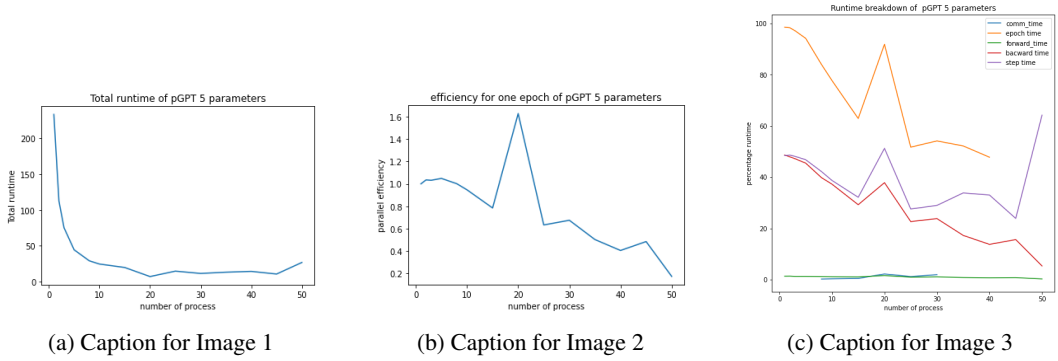 Total runtime of pGPT 5 parameters
Total runtime
200
150
100
50
0
0
10
20
30
40
50
number of process
(a) Caption for Image 1
efficiency for one epoch of pGPT 5 parameters
parallel efficiency
1.6
1.4
1.2
1.0
0.8
0.6
0.4
0.2
0
10
20
30
40
50
number of process
(b) Caption for Image 2
Runtime breakdown of pGPT 5 parameters
percentage runtime
100
80
60
40
20
0
comm_time
epoch time
forward_time
bacward time
step time
0
10
20
30
40
50
number of process
(c) Caption for Image 3